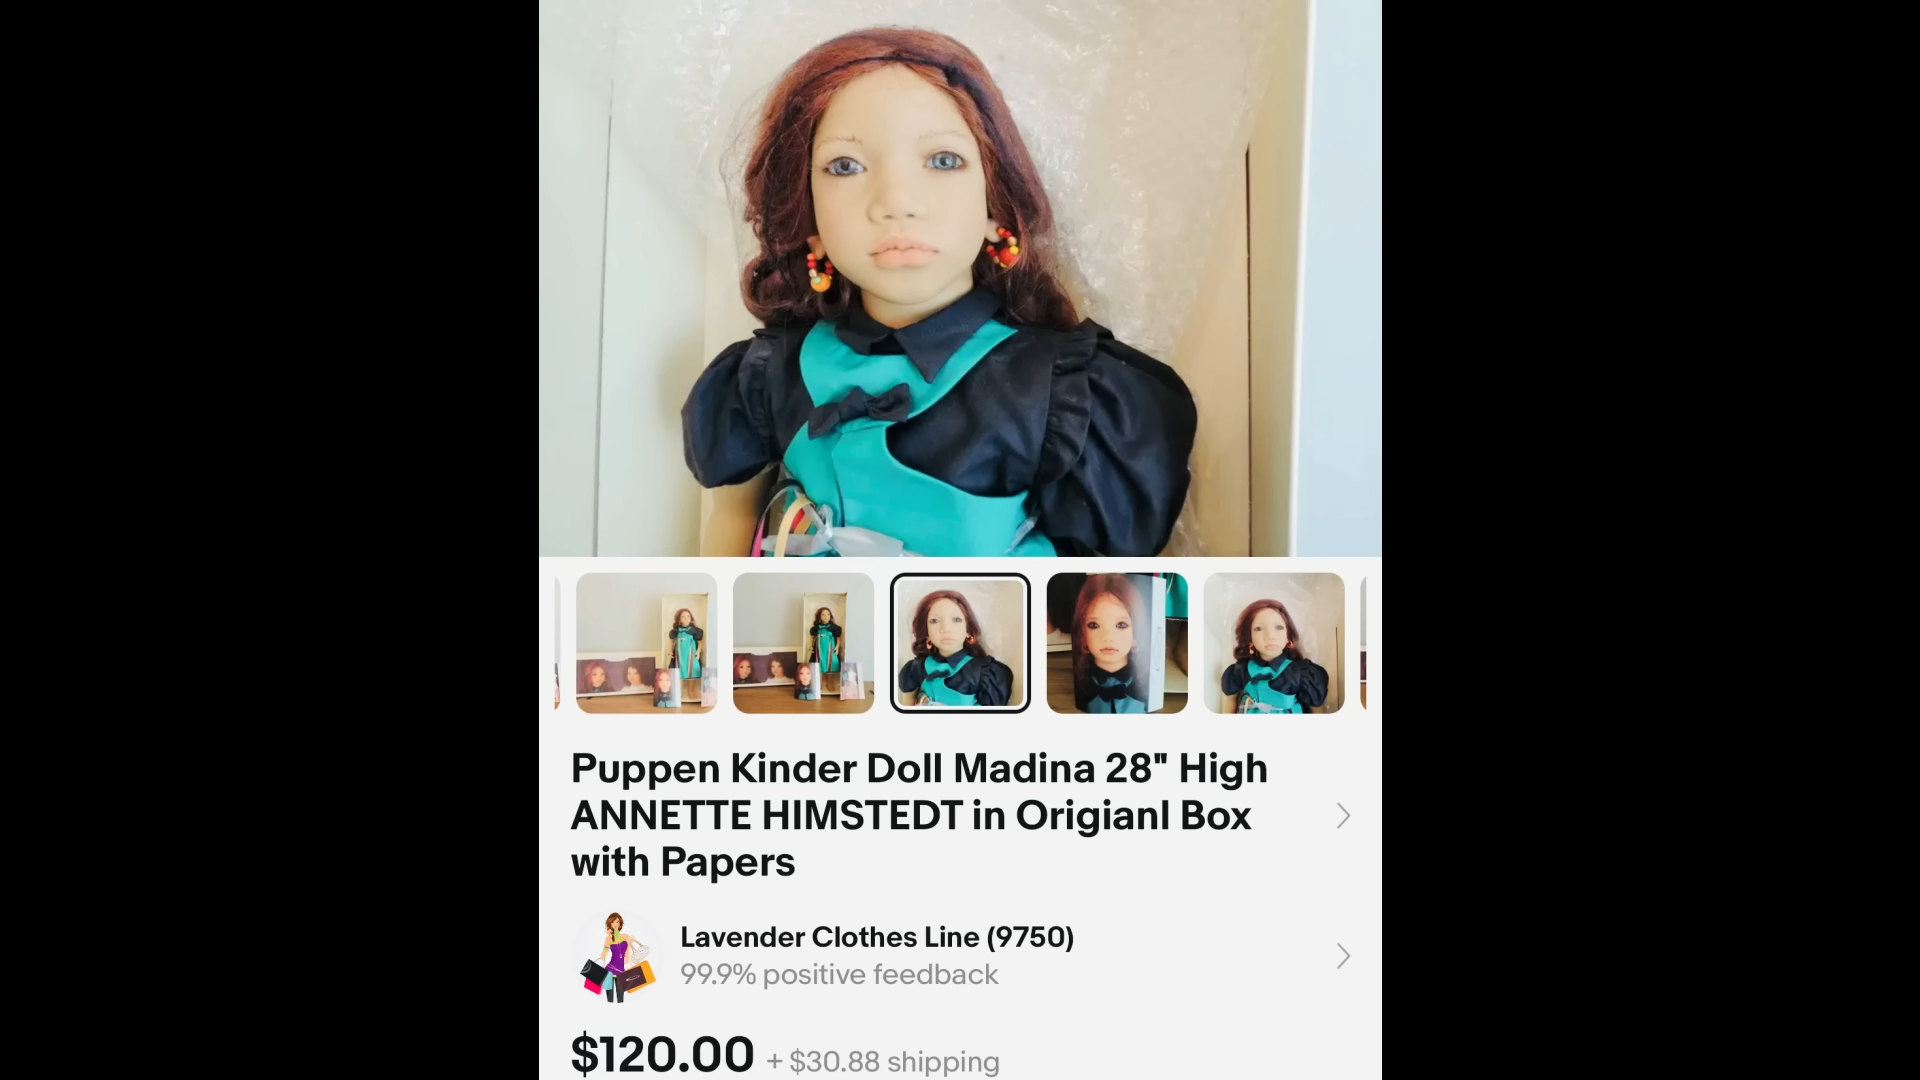 Puppen Kinder Doll Madina 28" High
ANNETTE HIMSTEDT in Origianl Box
with Papers
Lavender Clothes Line (9750)
99.9% positive feedback
$120.00 + $30.88 shipping